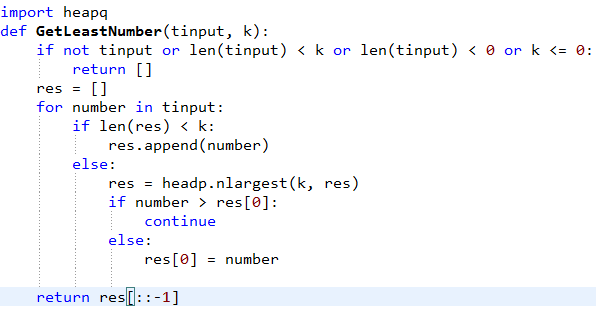 import heapq
def GetLeastNumber(tinput, k):
    if not tinput or len(tinput) < k or len(tinput) < 0 or k <= 0:
        return []
    res = []
    for number in tinput:
        if len(res) < k:
            res.append(number)
        else:
            res = headp.nlargest(k, res)
            if number > res[0]:
                continue
            else:
                res[0] = number
    return res[::-1]